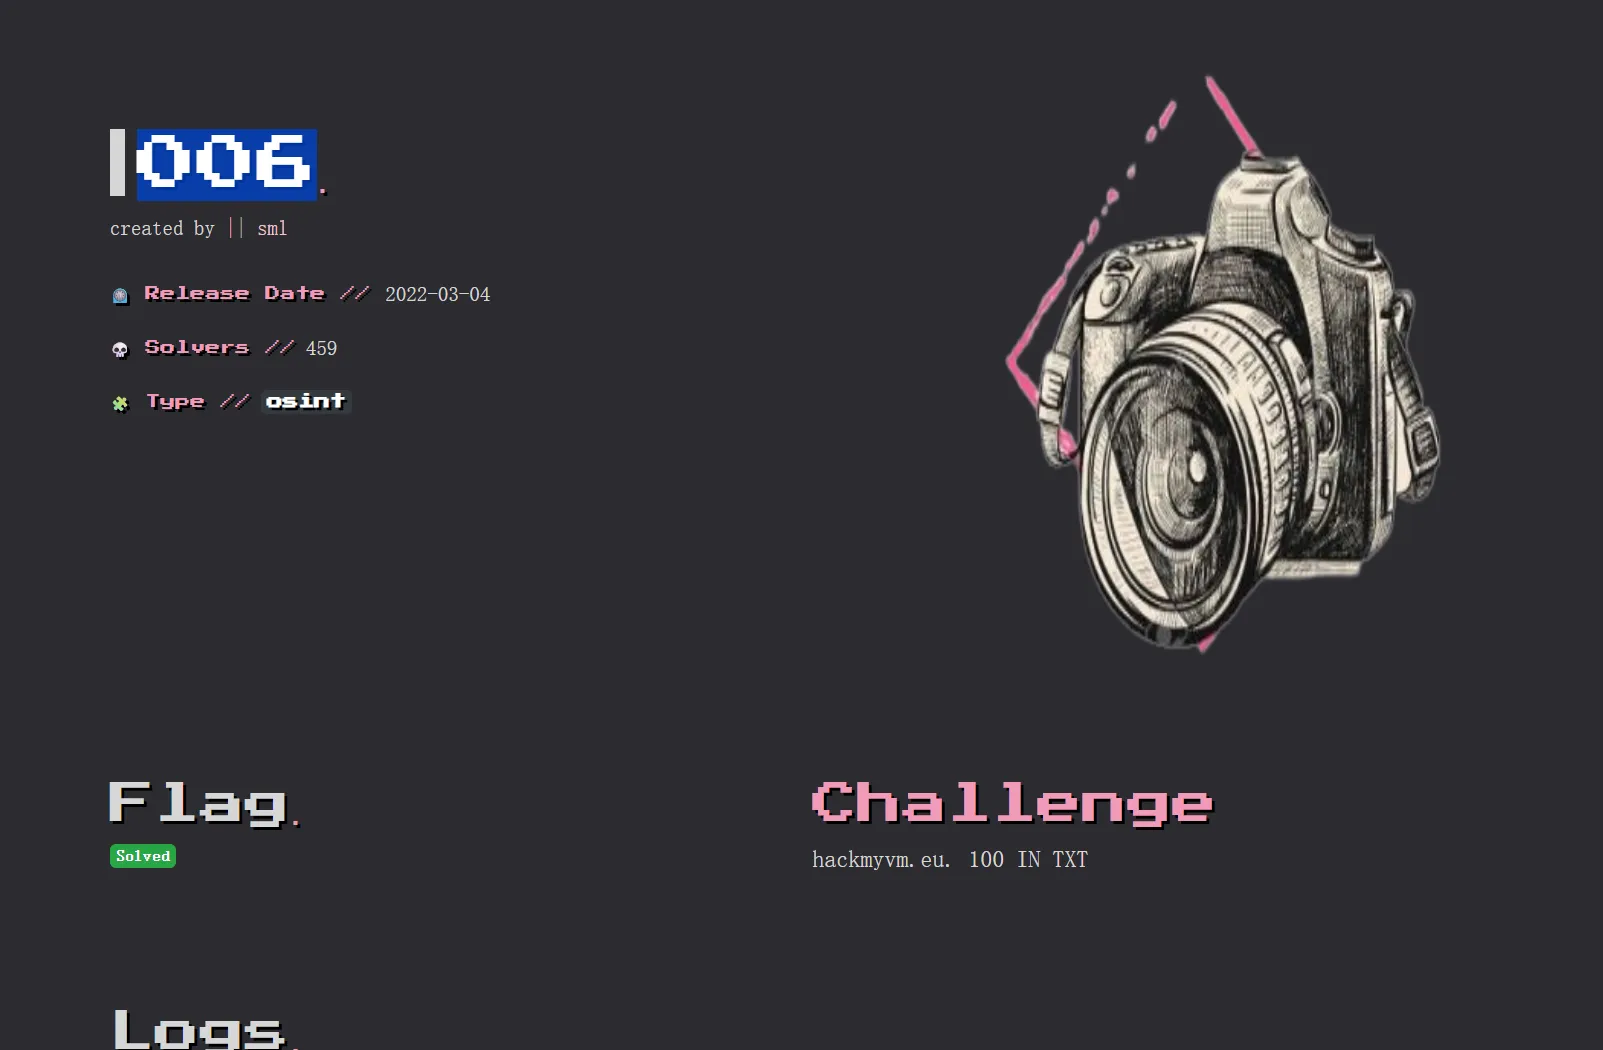 006.
created by || sml
Release Date // 2022-03-04
Solvers // 459
Type // osint
Flag.
Solved
Challenge
hackmyvm.eu. 100 IN TXT
Logs.